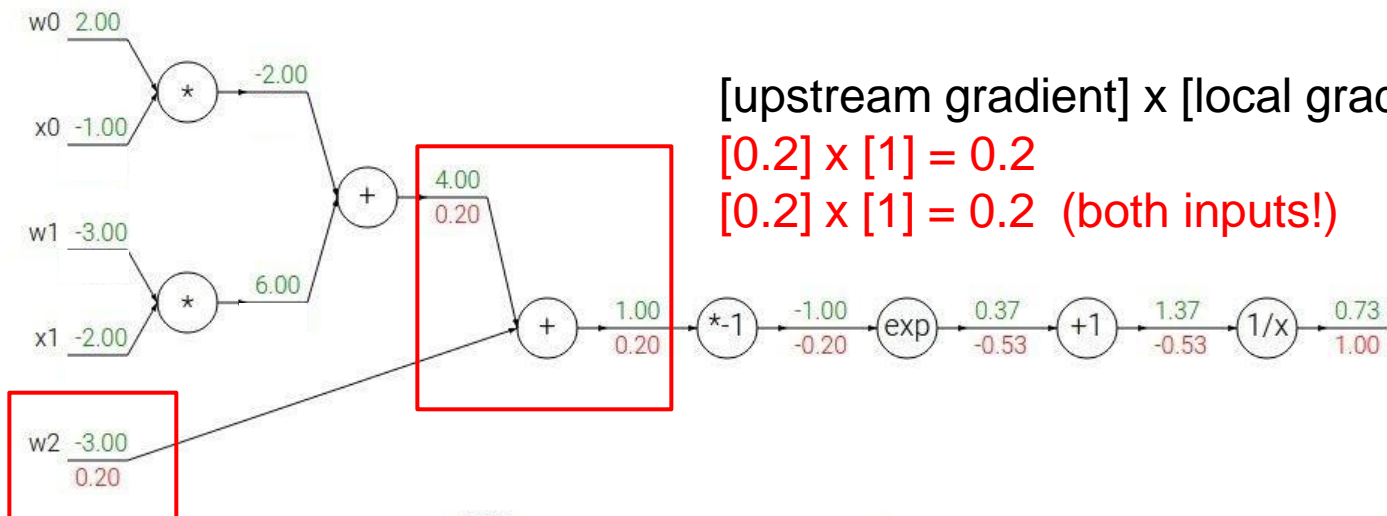 w0 2.00
-2.00
*
x0 -1.00
[upstream gradient] x [local grad
[0.2] x [1] = 0.2
[0.2] x [1] = 0.2 (both inputs!)
+
4.00
0.20
w1 -3.00
*
6.00
x1 -2.00
+
1.00
0.20
*-1
-1.00
-0.20
exp
0.37
-0.53
+1
1.37
-0.53
1/x
0.73
1.00
w2 -3.00
0.20